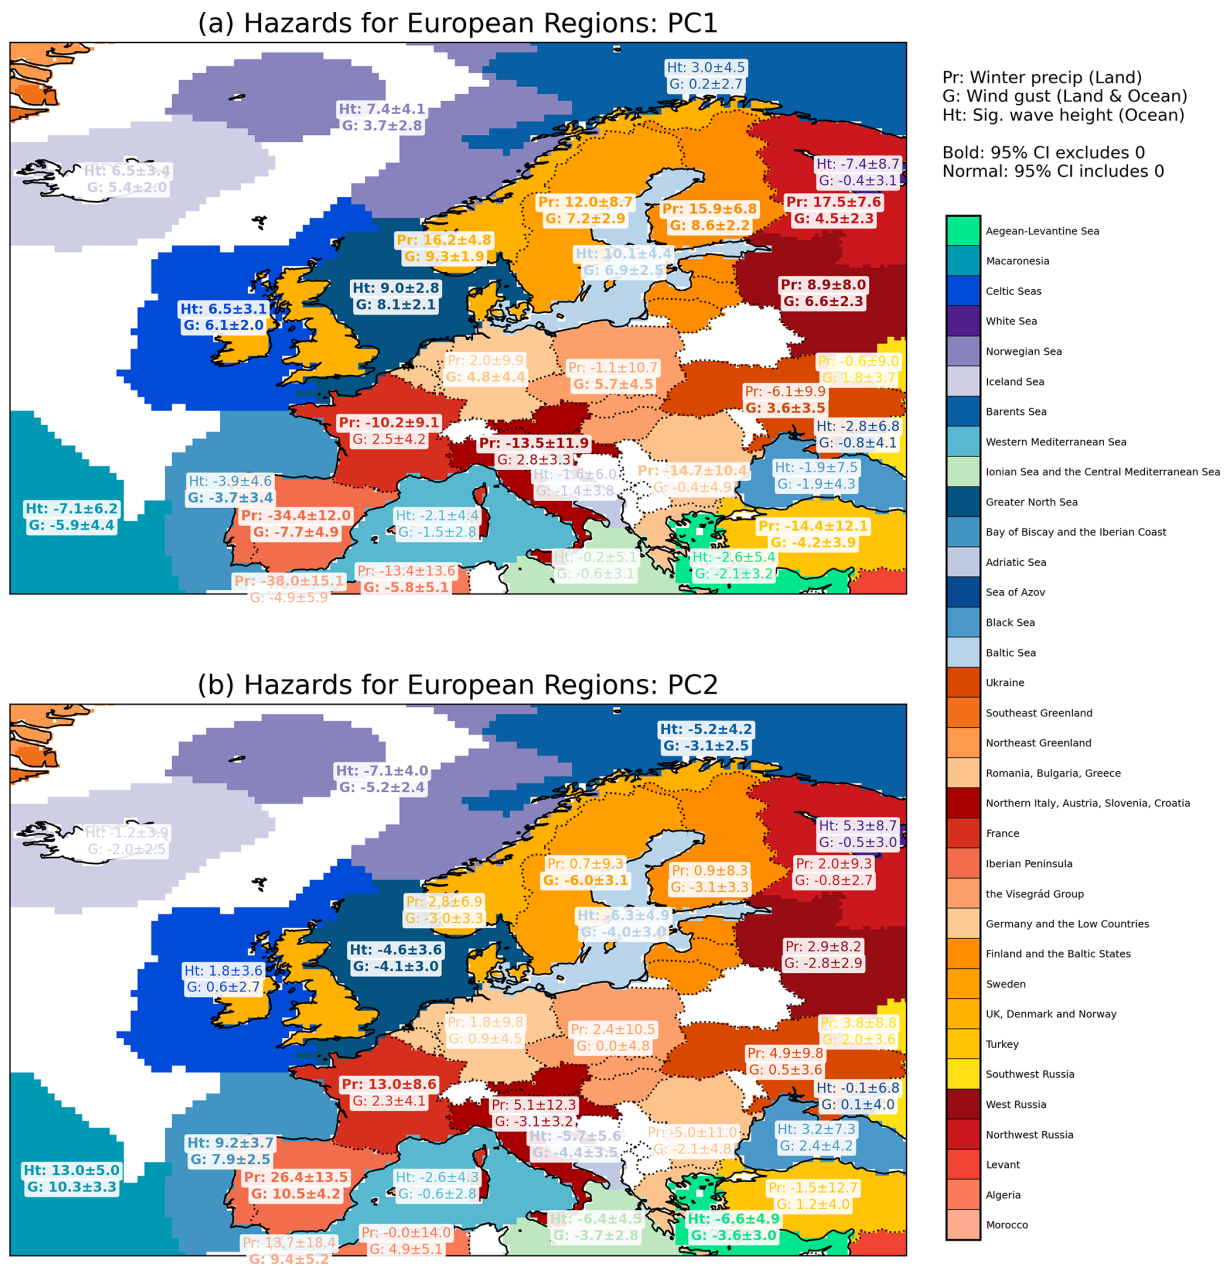 (a) Hazards for European Regions: PC1
Ht: 3.0±4.5
G: 0.2±2.7
Ht: 7.4±4.1
G: 3.7±2.8
Ht: 6.5±3.4
G: 5.4±2.0
Ht: -7.4±8.7
G: -0.4±3.1
Pr: 12.0±8.7
G: 7.2±2.9
Pr: 15.9±6.8
G: 8.6±2.2
Pr: 17.5±7.6
G: 4.5±2.3
Pr: 16.2±4.8
G: 9.3±1.9
Ht: 10.1±4.4
G: 6.9±2.5
Ht: 9.0±2.8
G: 8.1±2.1
Pr: 8.9±8.0
G: 6.6±2.3
Ht: 6.5±3.1
G: 6.1±2.0
Pr: 2.0±9.9
G: 4.8±4.4
Pr: -1.1±10.7
G: 5.7±4.5
Pr: -0.6±9.0
G: 1.8±3.7
Pr: -6.1±9.9
G: 3.6±3.5
Pr: -10.2±9.1
G: 2.5±4.2
Pr: -13.5±11.9
G: 2.8±3.3
Ht: -2.8±6.8
G: -0.8±4.1
Ht: -3.9±4.6
G: -3.7±3.4
Ht: -1.6±6.0
G: -1.4±3.8
Pr: -14.7±10.4
G: -0.4±4.9
Ht: -1.9±7.5
G: -1.9±4.3
Ht: -7.1±6.2
G: -5.9±4.4
Pr: -34.4±12.0
G: -7.7±4.9
Ht: -2.1±4.4
G: -1.5±2.8
Pr: -14.4±12.1
G: -4.2±3.9
Ht: -0.2±5.1
G: -0.6±3.1
Ht: -2.6±5.4
G: -2.1±3.2
Pr: -38.0±15.1
G: -4.9±5.9
Pr: -13.4±13.6
G: -5.8±5.1
(b) Hazards for European Regions: PC2
Ht: -5.2±4.2
G: -3.1±2.5
Ht: -7.1±4.0
G: -5.2±2.4
Ht: -1.2±3.9
G: -2.0±2.5
Ht: 5.3±8.7
G: -0.5±3.0
Pr: 0.7±9.3
G: -6.0±3.1
Pr: 0.9±8.3
G: -3.1±3.3
Pr: 2.0±9.3
G: -0.8±2.7
Pr: 2.8±6.9
G: -3.0±3.3
Ht: -6.3±4.9
G: -4.0±3.0
Ht: -4.6±3.6
G: -4.1±3.0
Pr: 2.9±8.2
G: -2.8±2.9
Ht: 1.8±3.6
G: 0.6±2.7
Pr: 1.8±9.8
G: 0.9±4.5
Pr: 2.4±10.5
G: 0.0±4.8
Pr: 3.8±8.8
G: 2.0±3.6
Pr: 4.9±9.8
G: 0.5±3.6
Pr: 13.0±8.6
G: 2.3±4.1
Pr: 5.1±12.3
G: -3.1±3.2
Ht: -0.1±6.8
G: 0.1±4.0
Ht: 9.2±3.7
G: 7.9±2.5
Ht: -5.7±5.6
G: -4.4±3.5
Pr: -5.0±11.0
G: -2.1±4.8
Ht: 3.2±7.3
G: 2.4±4.2
Ht: 13.0±5.0
G: 10.3±3.3
Pr: 26.4±13.5
G: 10.5±4.2
Ht: -2.6±4.3
G: -0.6±2.8
Pr: -1.5±12.7
G: 1.2±4.0
Ht: -6.4±4.5
G: -3.7±2.8
Ht: -6.6±4.9
G: -3.6±3.0
Pr: 13.7±18.4
G: 9.4±5.2
Pr: -0.0±14.0
G: 4.9±5.1
Pr: Winter precip (Land)
G: Wind gust (Land & Ocean)
Ht: Sig. wave height (Ocean)
Bold: 95% CI excludes 0
Normal: 95% CI includes 0
Aegean-Levantine Sea
Macaronesia
Celtic Seas
White Sea
Norwegian Sea
Iceland Sea
Barents Sea
Western Mediterranean Sea
Ionian Sea and the Central Mediterranean Sea
Greater North Sea
Bay of Biscay and the Iberian Coast
Adriatic Sea
Sea of Azov
Black Sea
Baltic Sea
Ukraine
Southeast Greenland
Northeast Greenland
Romania, Bulgaria, Greece
Northern Italy, Austria, Slovenia, Croatia
France
Iberian Peninsula
the Visegrád Group
Germany and the Low Countries
Finland and the Baltic States
Sweden
UK, Denmark and Norway
Turkey
Southwest Russia
West Russia
Northwest Russia
Levant
Algeria
Morocco